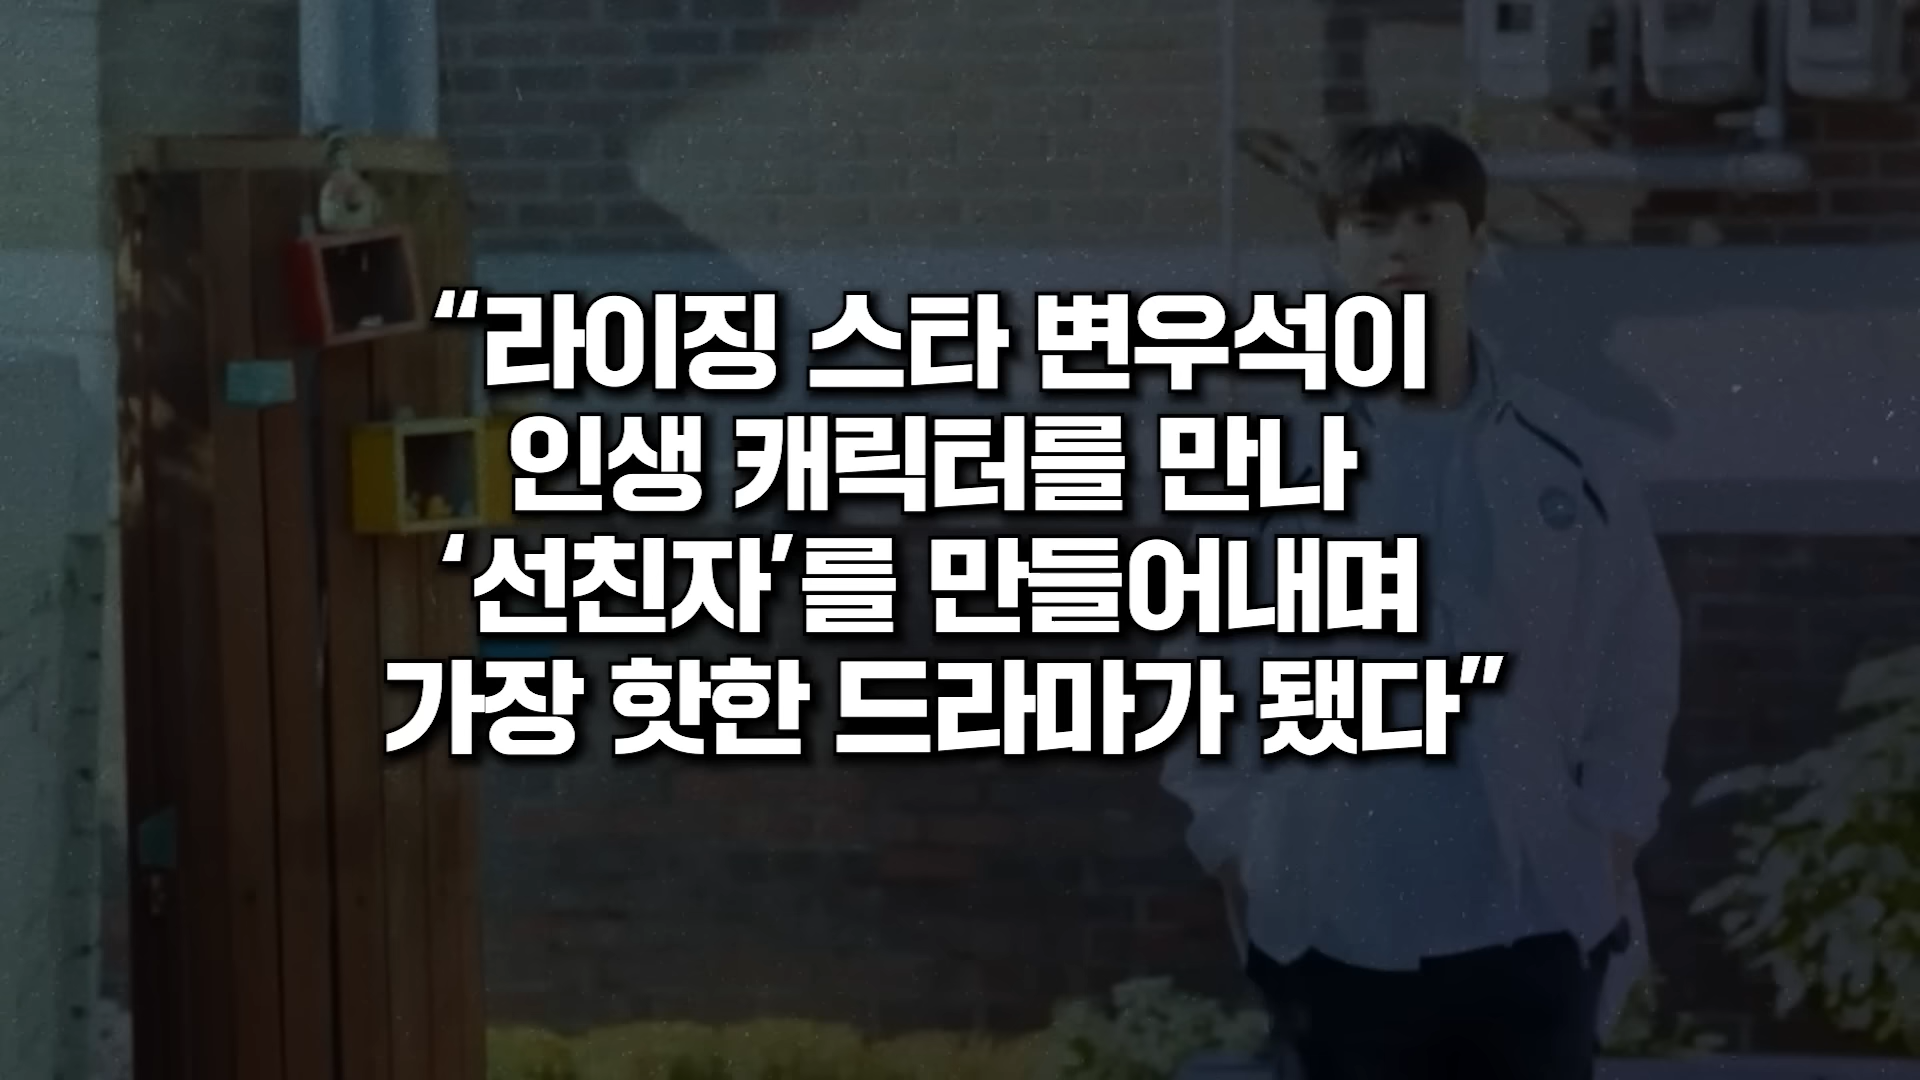 “라이징 스타 변우석이
인생 캐릭터를 만나
‘선친자’를 만들어내며
가장 핫한 드라마가 됐다”